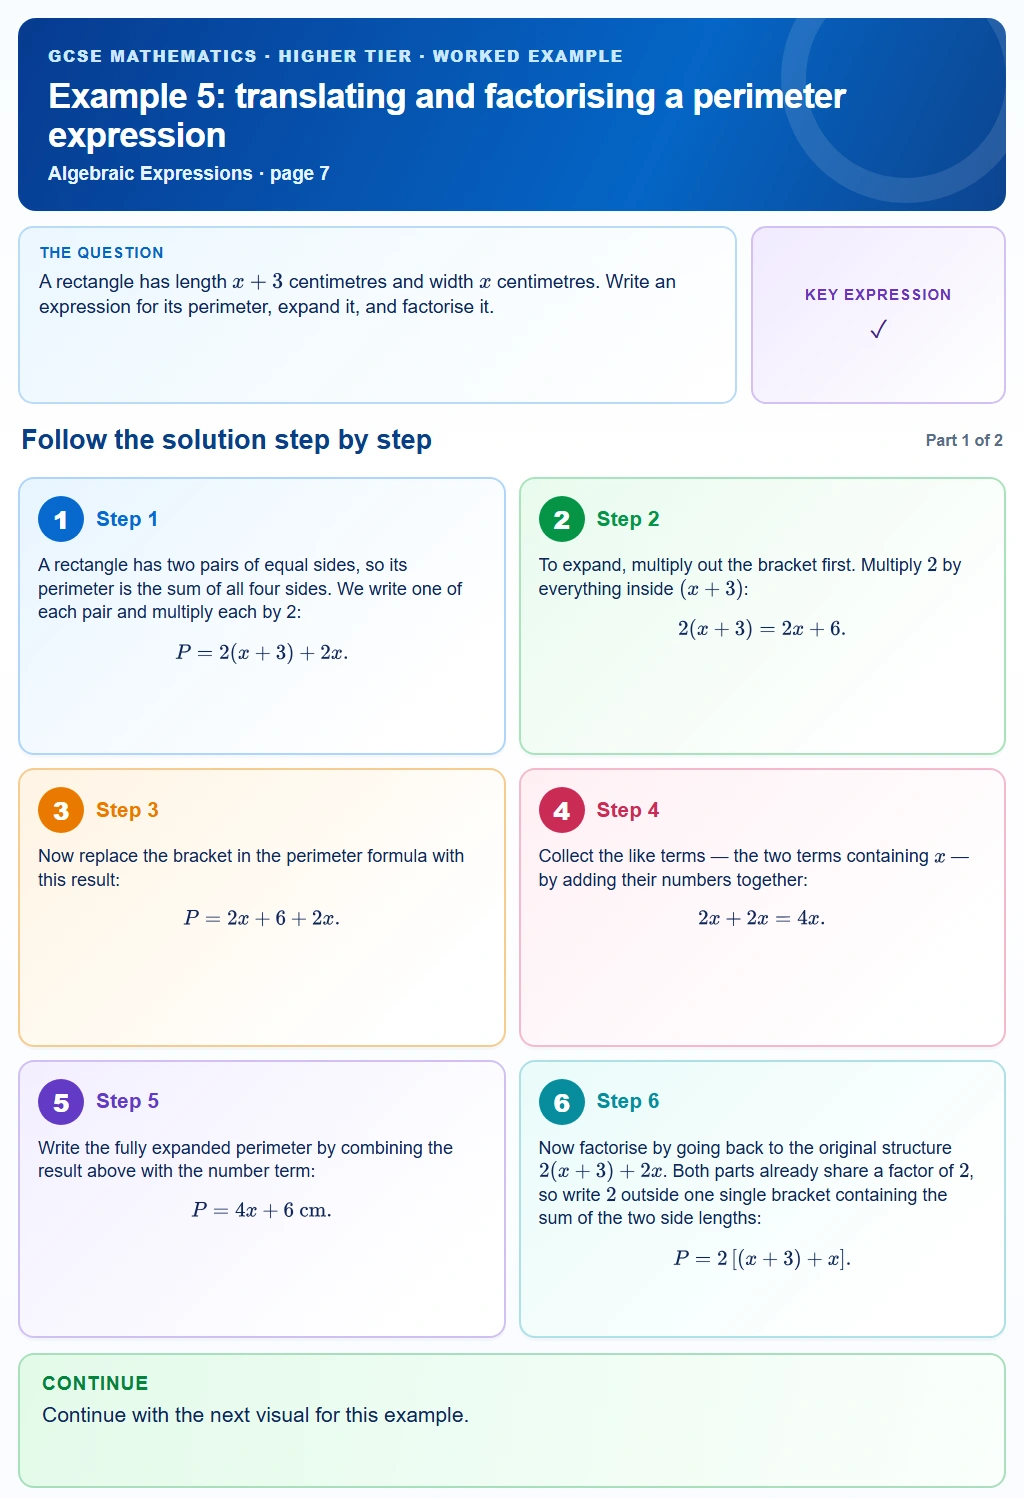 GCSE MATHEMATICS · HIGHER TIER · WORKED EXAMPLE
Example 5: translating and factorising a perimeter
expression
Algebraic Expressions · page 7
THE QUESTION
A rectangle has length x + 3 centimetres and width x centimetres. Write an
expression for its perimeter, expand it, and factorise it.
KEY EXPRESSION
✓
Follow the solution step by step
Part 1 of 2
1 Step 1
A rectangle has two pairs of equal sides, so its
perimeter is the sum of all four sides. We write one of
each pair and multiply each by 2:
P = 2(x + 3) + 2x.
2 Step 2
To expand, multiply out the bracket first. Multiply 2 by
everything inside (x + 3):
2(x + 3) = 2x + 6.
3 Step 3
Now replace the bracket in the perimeter formula with
this result:
P = 2x + 6 + 2x.
4 Step 4
Collect the like terms — the two terms containing x —
by adding their numbers together:
2x + 2x = 4x.
5 Step 5
Write the fully expanded perimeter by combining the
result above with the number term:
P = 4x + 6 cm.
6 Step 6
Now factorise by going back to the original structure
2(x + 3) + 2x. Both parts already share a factor of 2,
so write 2 outside one single bracket containing the
sum of the two side lengths:
P = 2 [(x + 3) + x].
CONTINUE
Continue with the next visual for this example.